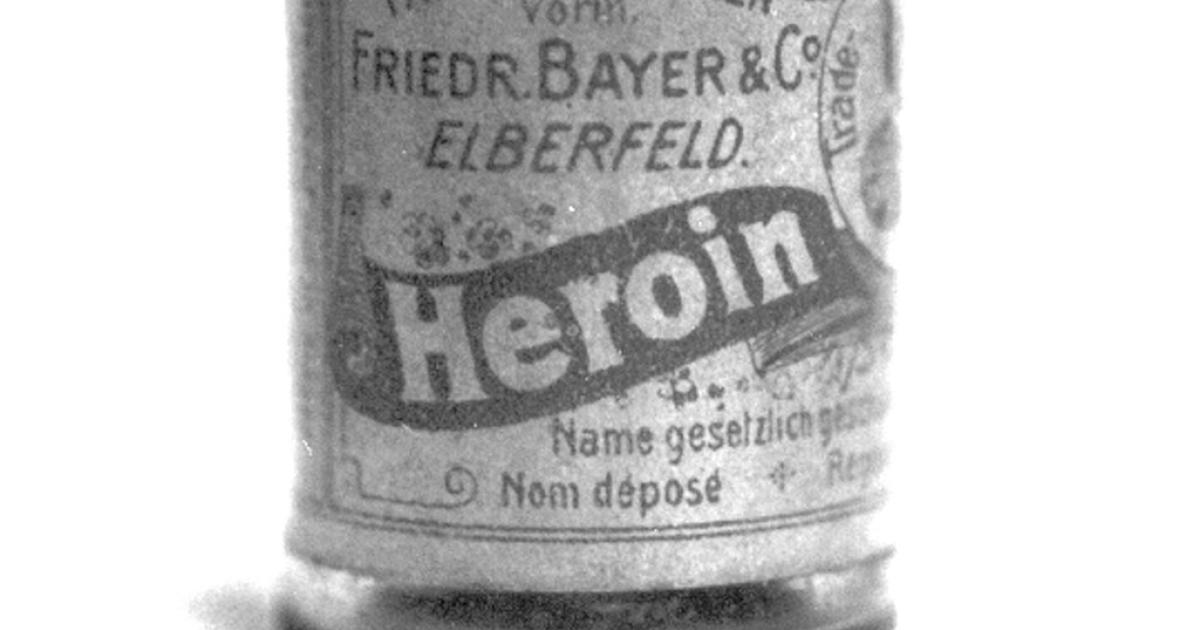 vorm.
FRIEDR. BAYER & Co.
ELBERFELD.
Trade-
Heroin
Name gesetzlich
Nom déposé